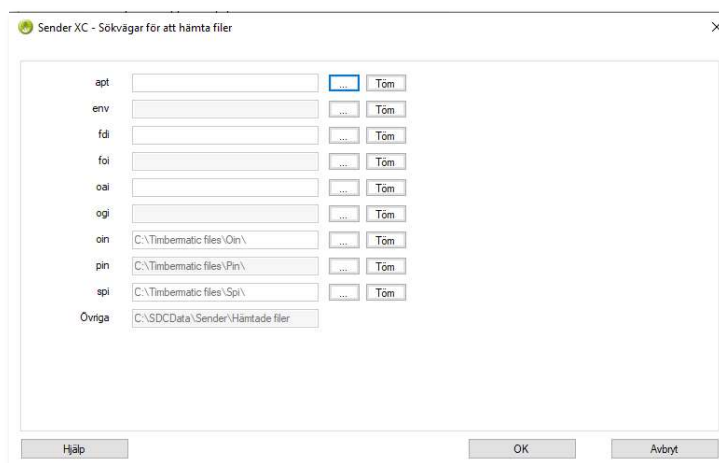 Sender XC - Sökvägar för att hämta filer
apt ... Töm
env ... Töm
fdi ... Töm
foi ... Töm
oai ... Töm
ogi ... Töm
oin C:\Timbermatic files\Oin\ ... Töm
pin C:\Timbermatic files\Pin\ ... Töm
spi C:\Timbermatic files\Spi\ ... Töm
Övriga C:\SDCData\Sender\Hämtade filer
Hjälp OK Avbryt